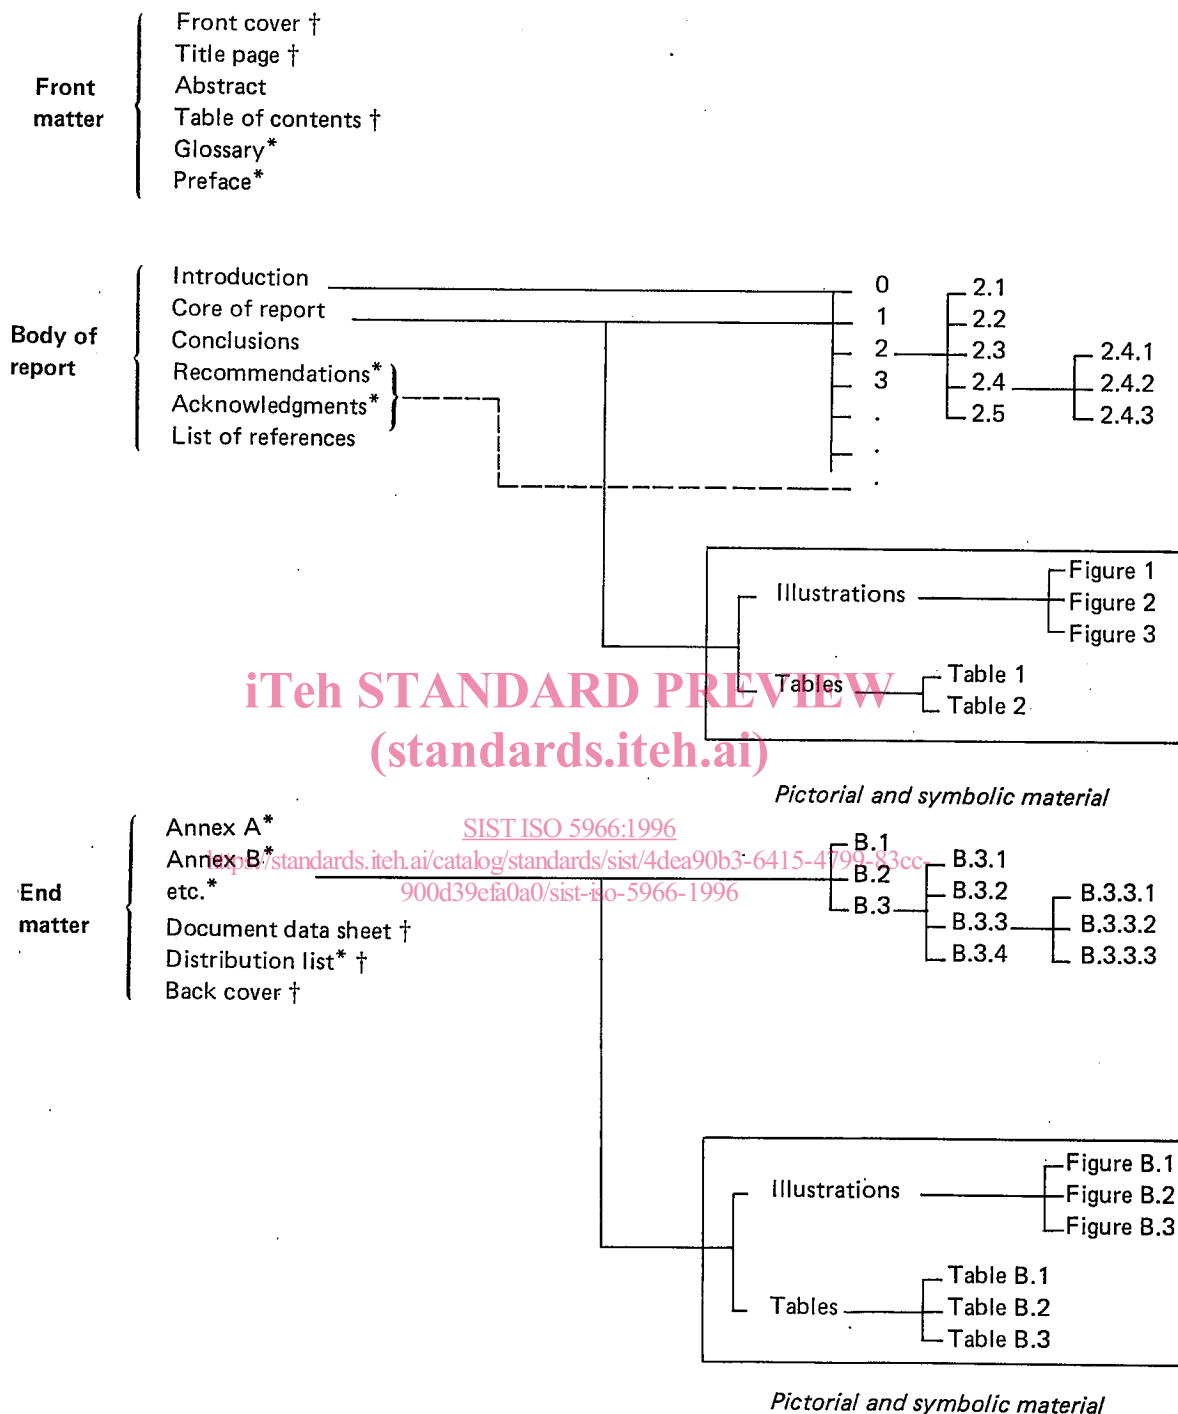 Front cover †
Title page †
Front
matter
Abstract
Table of contents †
Glossary*
Preface*
Body of
report
Introduction
Core of report
Conclusions
Recommendations*
Acknowledgments*
List of references
0
1
2
3
.
.
.
2.1
2.2
2.3
2.4
2.5
2.4.1
2.4.2
2.4.3
Illustrations
Figure 1
Figure 2
Figure 3
Tables
Table 1
Table 2
iTeh STANDARD PREVIEW
(standards.iteh.ai)
Pictorial and symbolic material
SIST ISO 5966:1996
https://standards.iteh.ai/catalog/standards/sist/4dea90b3-6415-4799-83cc-
900d39efa0a0/sist-iso-5966-1996
End
matter
Annex A*
Annex B*
etc.*
Document data sheet †
Distribution list* †
Back cover †
B.1
B.2
B.3
B.3.1
B.3.2
B.3.3
B.3.4
B.3.3.1
B.3.3.2
B.3.3.3
Illustrations
Figure B.1
Figure B.2
Figure B.3
Tables
Table B.1
Table B.2
Table B.3
Pictorial and symbolic material